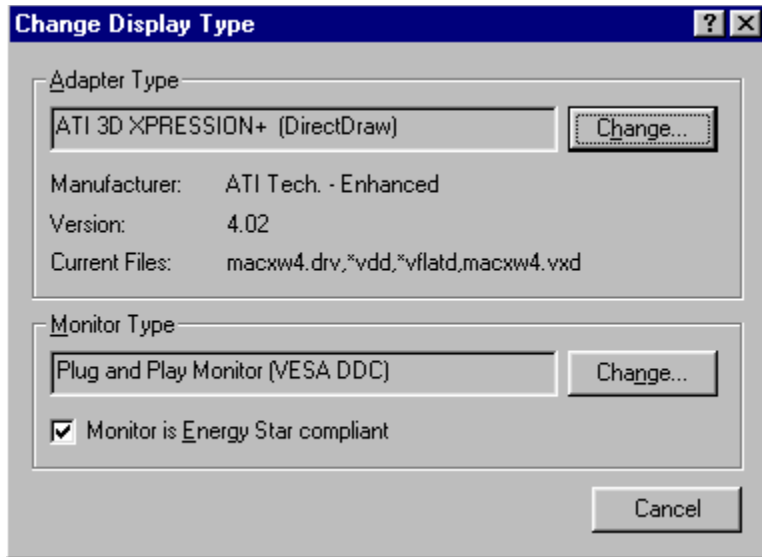 Change Display Type
Adapter Type
ATI 3D XPRESSION+ (DirectDraw)
Change...
Manufacturer: ATI Tech. - Enhanced
Version: 4.02
Current Files: macxw4.drv,*vdd,*vflatd,macxw4.vxd
Monitor Type
Plug and Play Monitor (VESA DDC)
Change...
Monitor is Energy Star compliant
Cancel